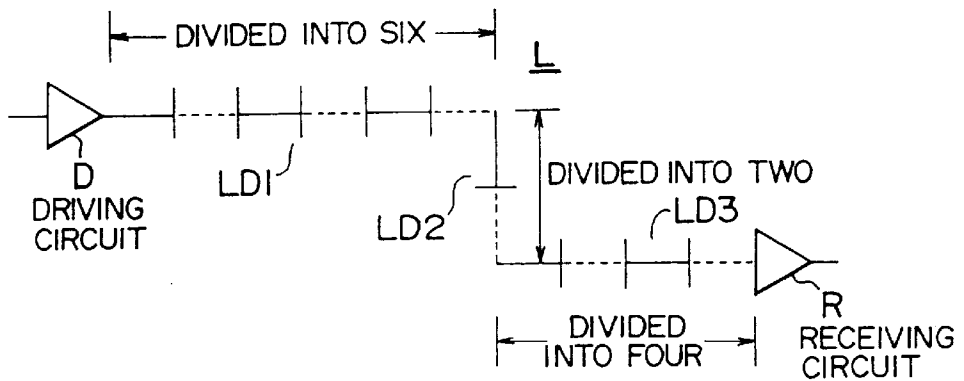 DIVIDED INTO SIX
L
D
DRIVING
CIRCUIT
LD1
LD2
DIVIDED INTO TWO
LD3
R
RECEIVING
CIRCUIT
DIVIDED
INTO FOUR